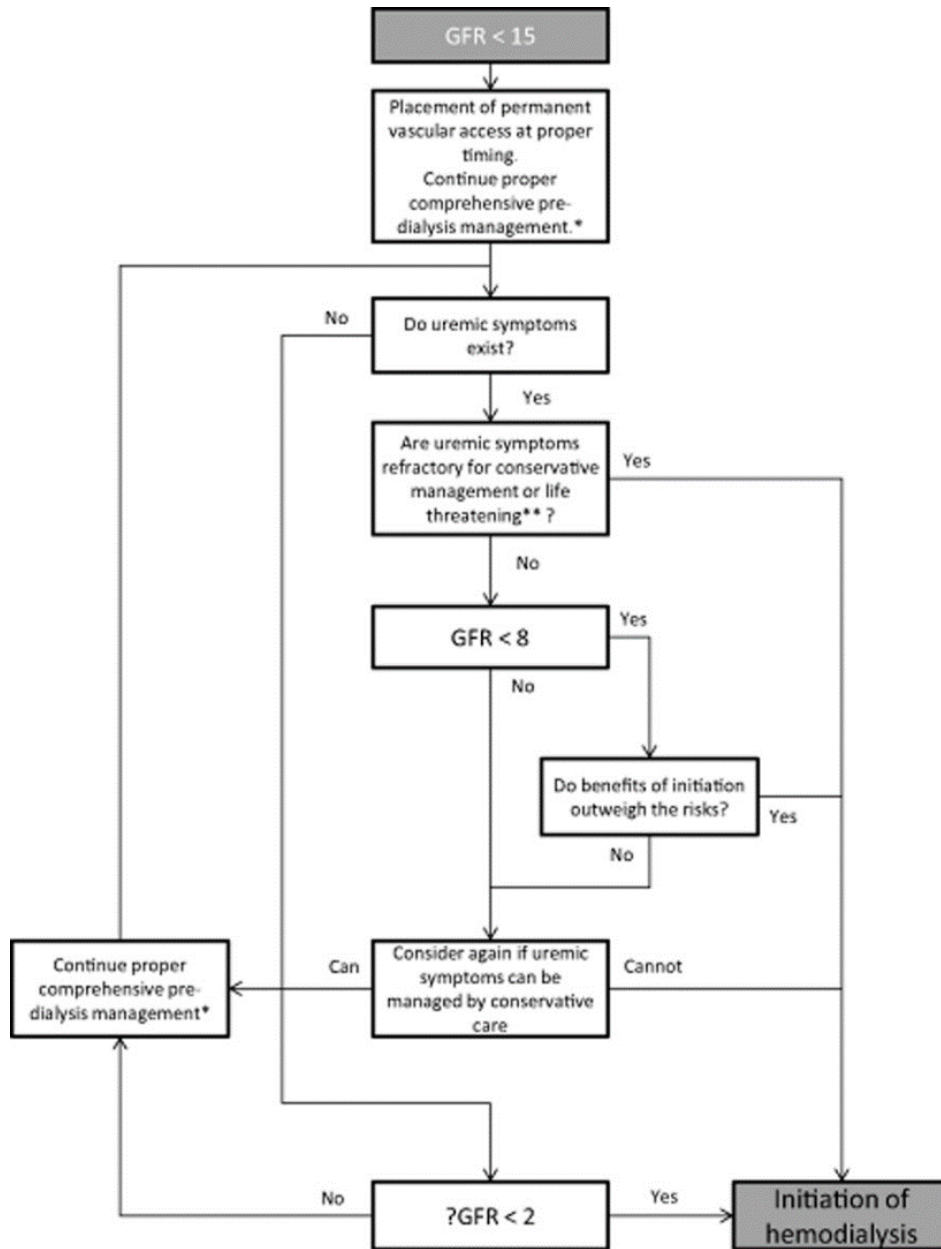 GFR < 15
Placement of permanent
vascular access at proper
timing.
Continue proper
comprehensive pre-
dialysis management.*
No
Do uremic symptoms
exist?
Yes
Are uremic symptoms
refractory for conservative
management or life
threatening** ?
Yes
No
GFR < 8
Yes
No
Do benefits of initiation
outweigh the risks?
Yes
No
Continue proper
comprehensive pre-
dialysis management*
Can
Consider again if uremic
symptoms can be
managed by conservative
care
Cannot
No
?GFR < 2
Yes
Initiation of
hemodialysis